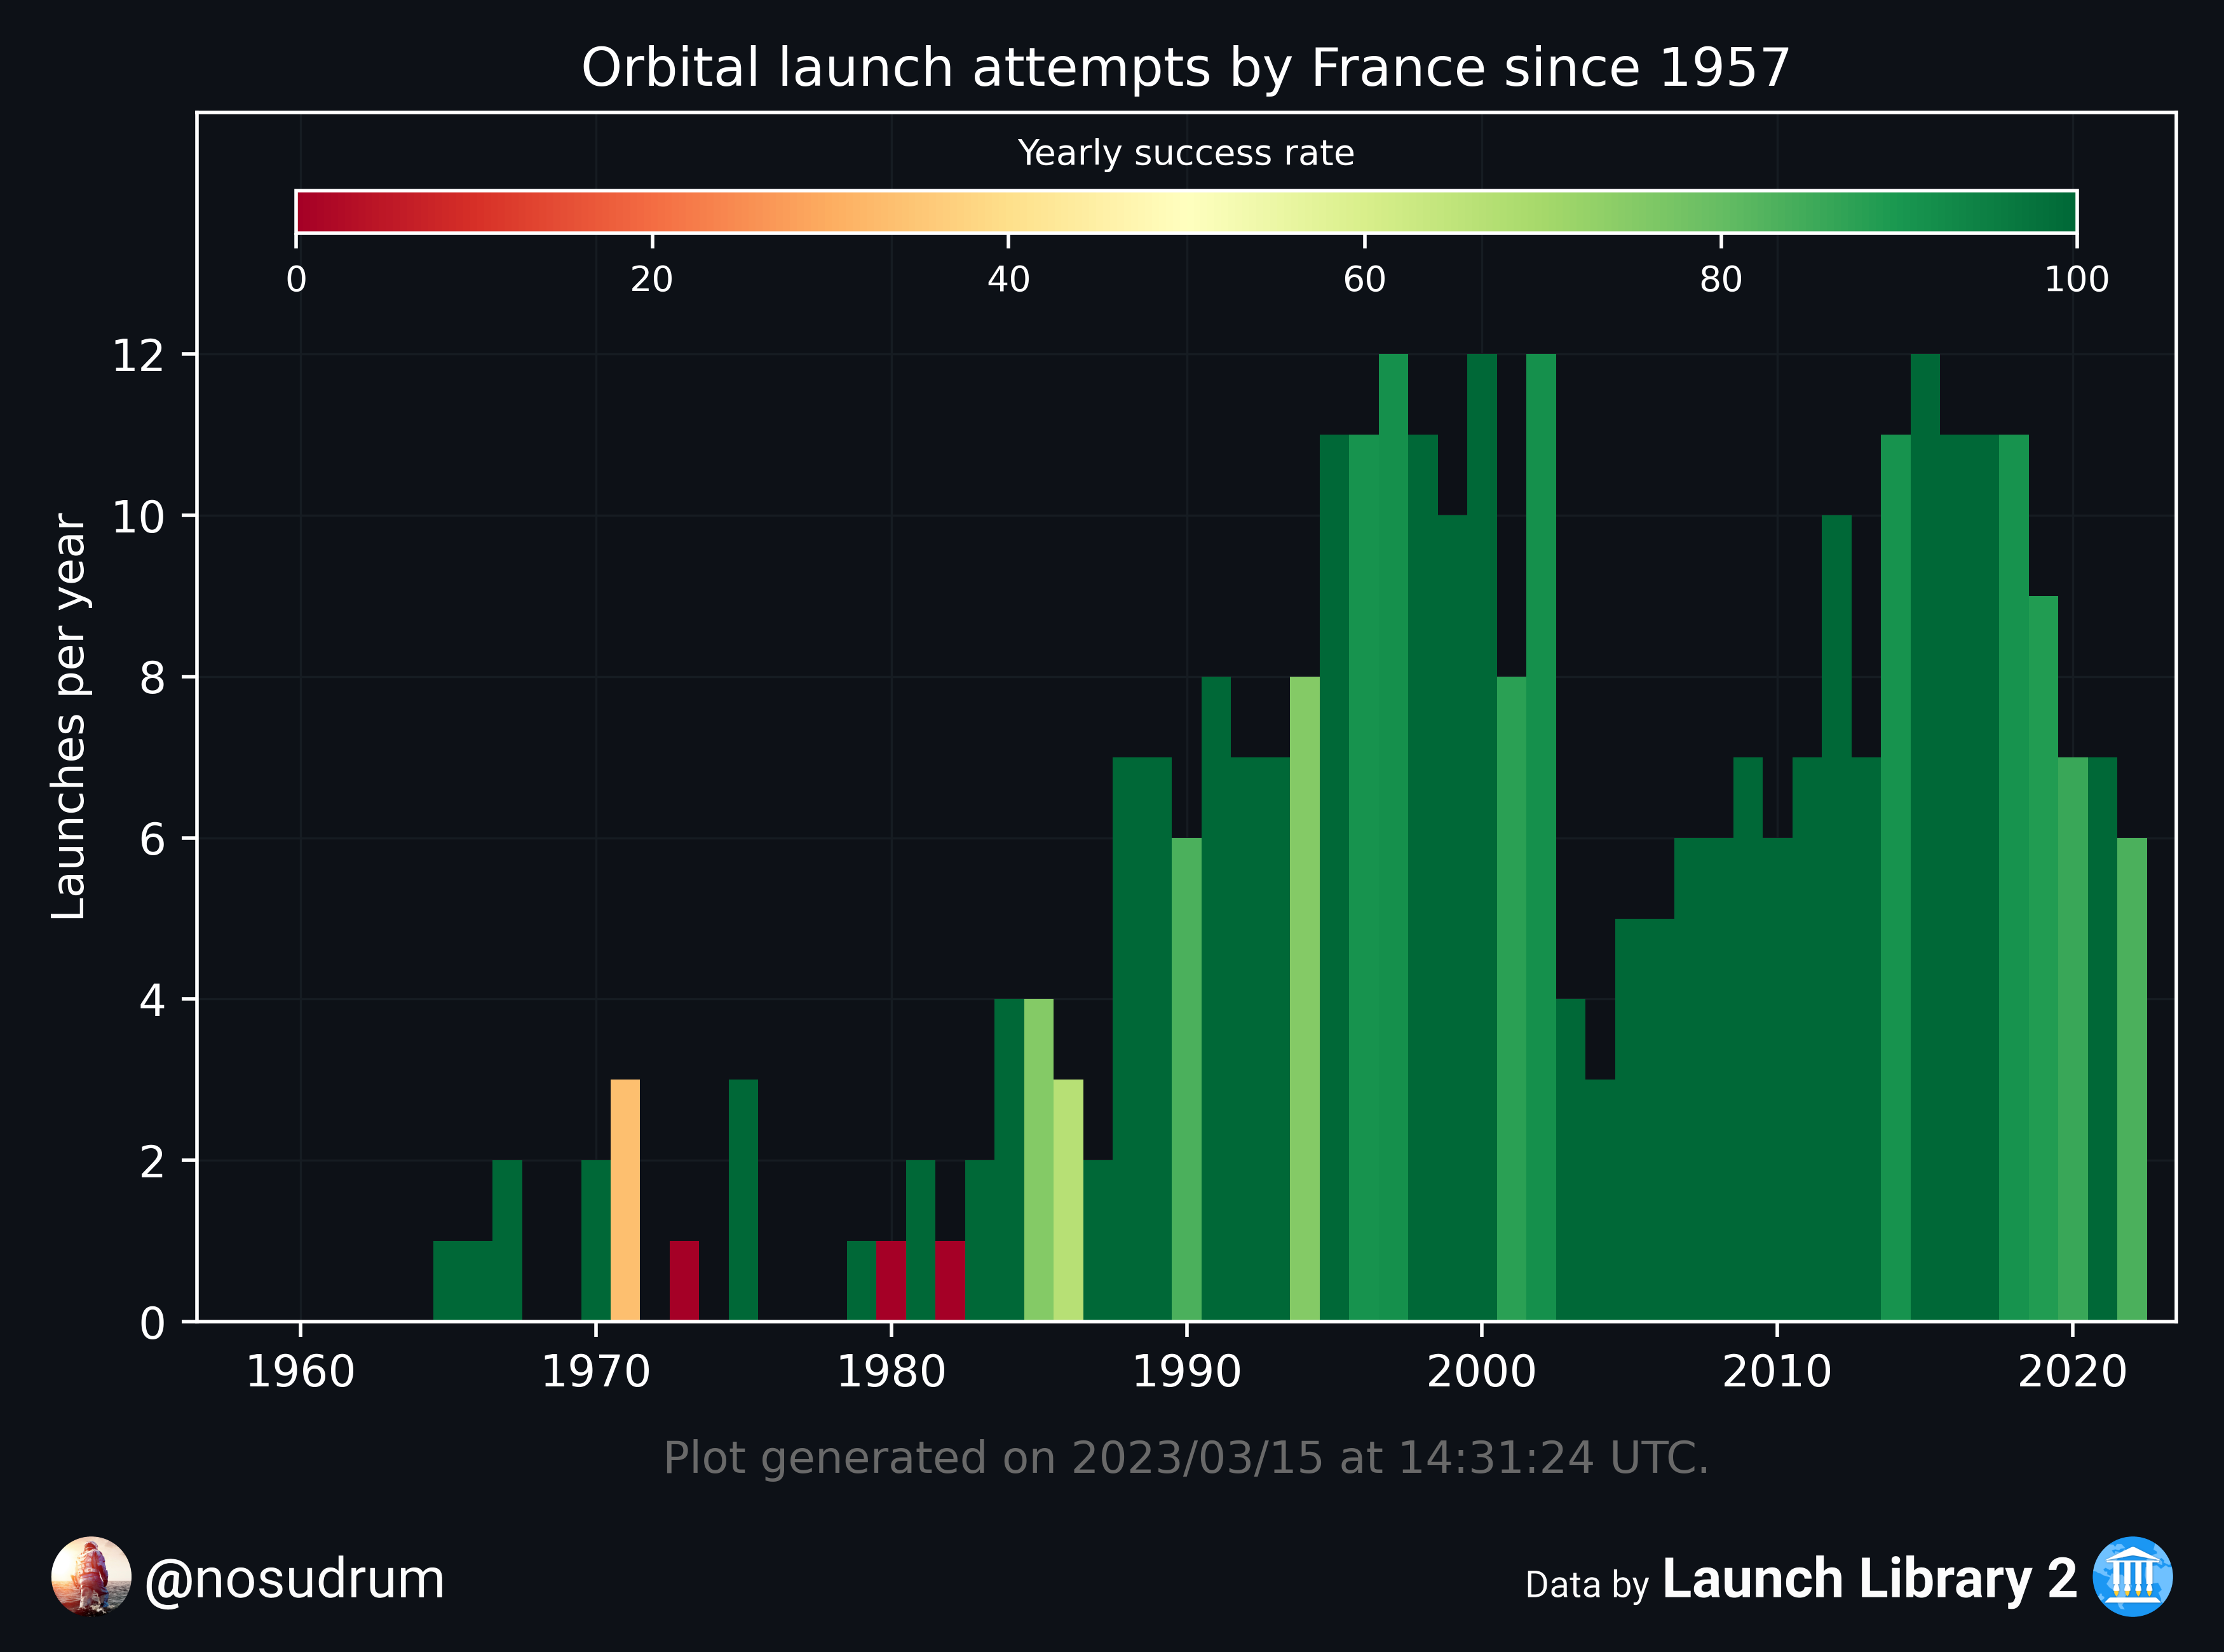 Orbital launch attempts by France since 1957
Yearly success rate
0 20 40 60 80 100
Launches per year
12
10
8
6
4
2
0
1960 1970 1980 1990 2000 2010 2020
Plot generated on 2023/03/15 at 14:31:24 UTC.
@nosudrum
Data by Launch Library 2